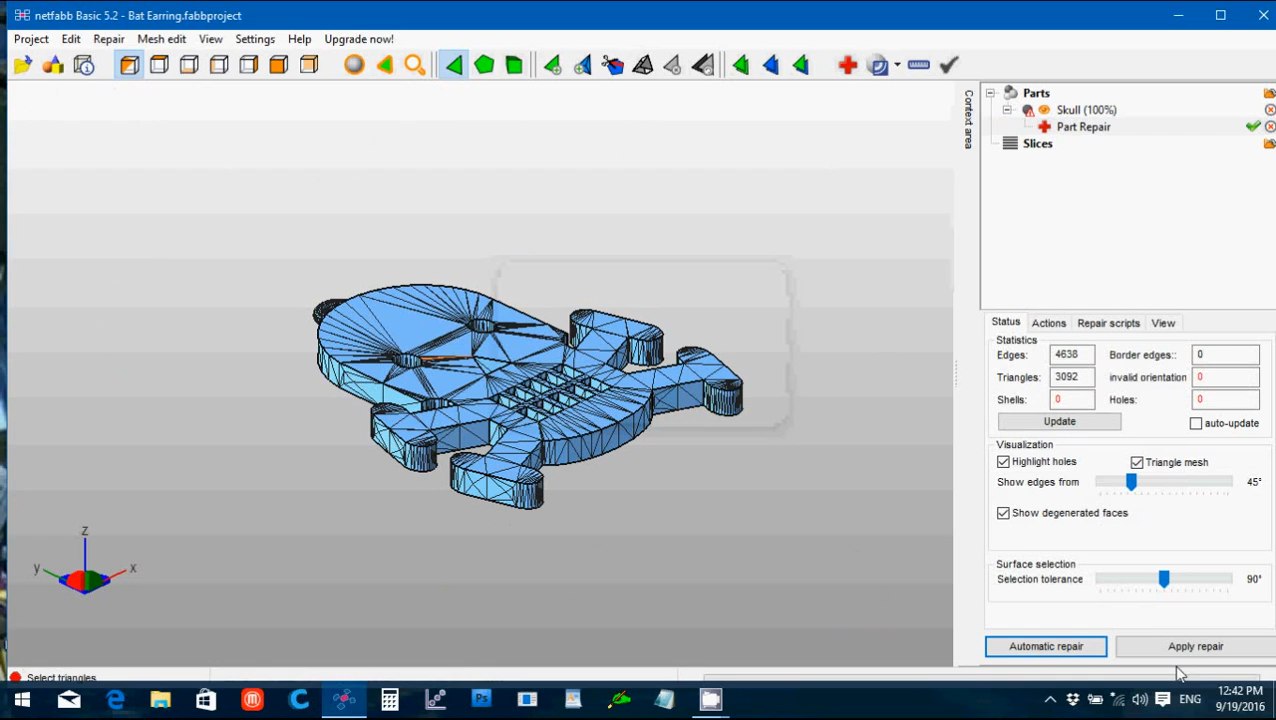 netfabb Basic 5.2 - Bat Earring.fabbproject
Project Edit Repair Mesh edit View Settings Help Upgrade now!
Context area
Parts
Skull (100%)
Part Repair
Slices
Status Actions Repair scripts View
Statistics
Edges: 4638 Border edges:: 0
Triangles: 3092 invalid orientation 0
Shells: 0 Holes: 0
Update auto-update
Visualization
Highlight holes Triangle mesh
Show edges from 45°
Show degenerated faces
Surface selection
Selection tolerance 90°
Automatic repair Apply repair
z
y x
Select triangles
ENG 12:42 PM
9/19/2016